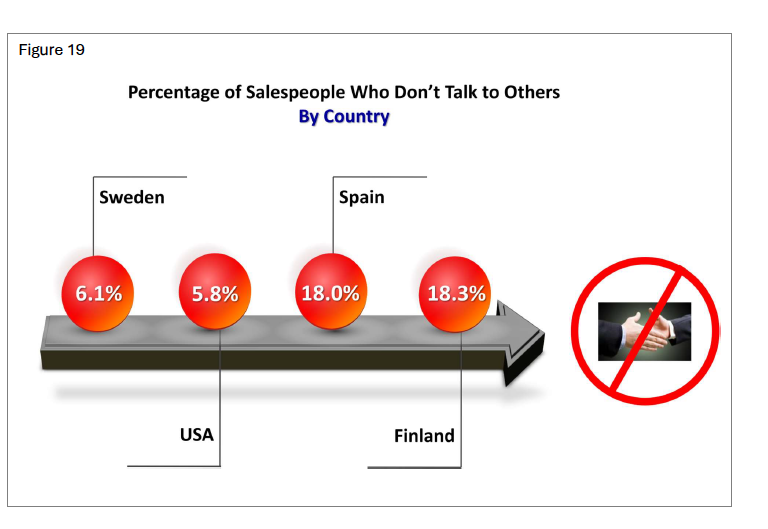 Figure 19
Percentage of Salespeople Who Don’t Talk to Others
By Country
Sweden
Spain
6.1%
5.8%
18.0%
18.3%
USA
Finland